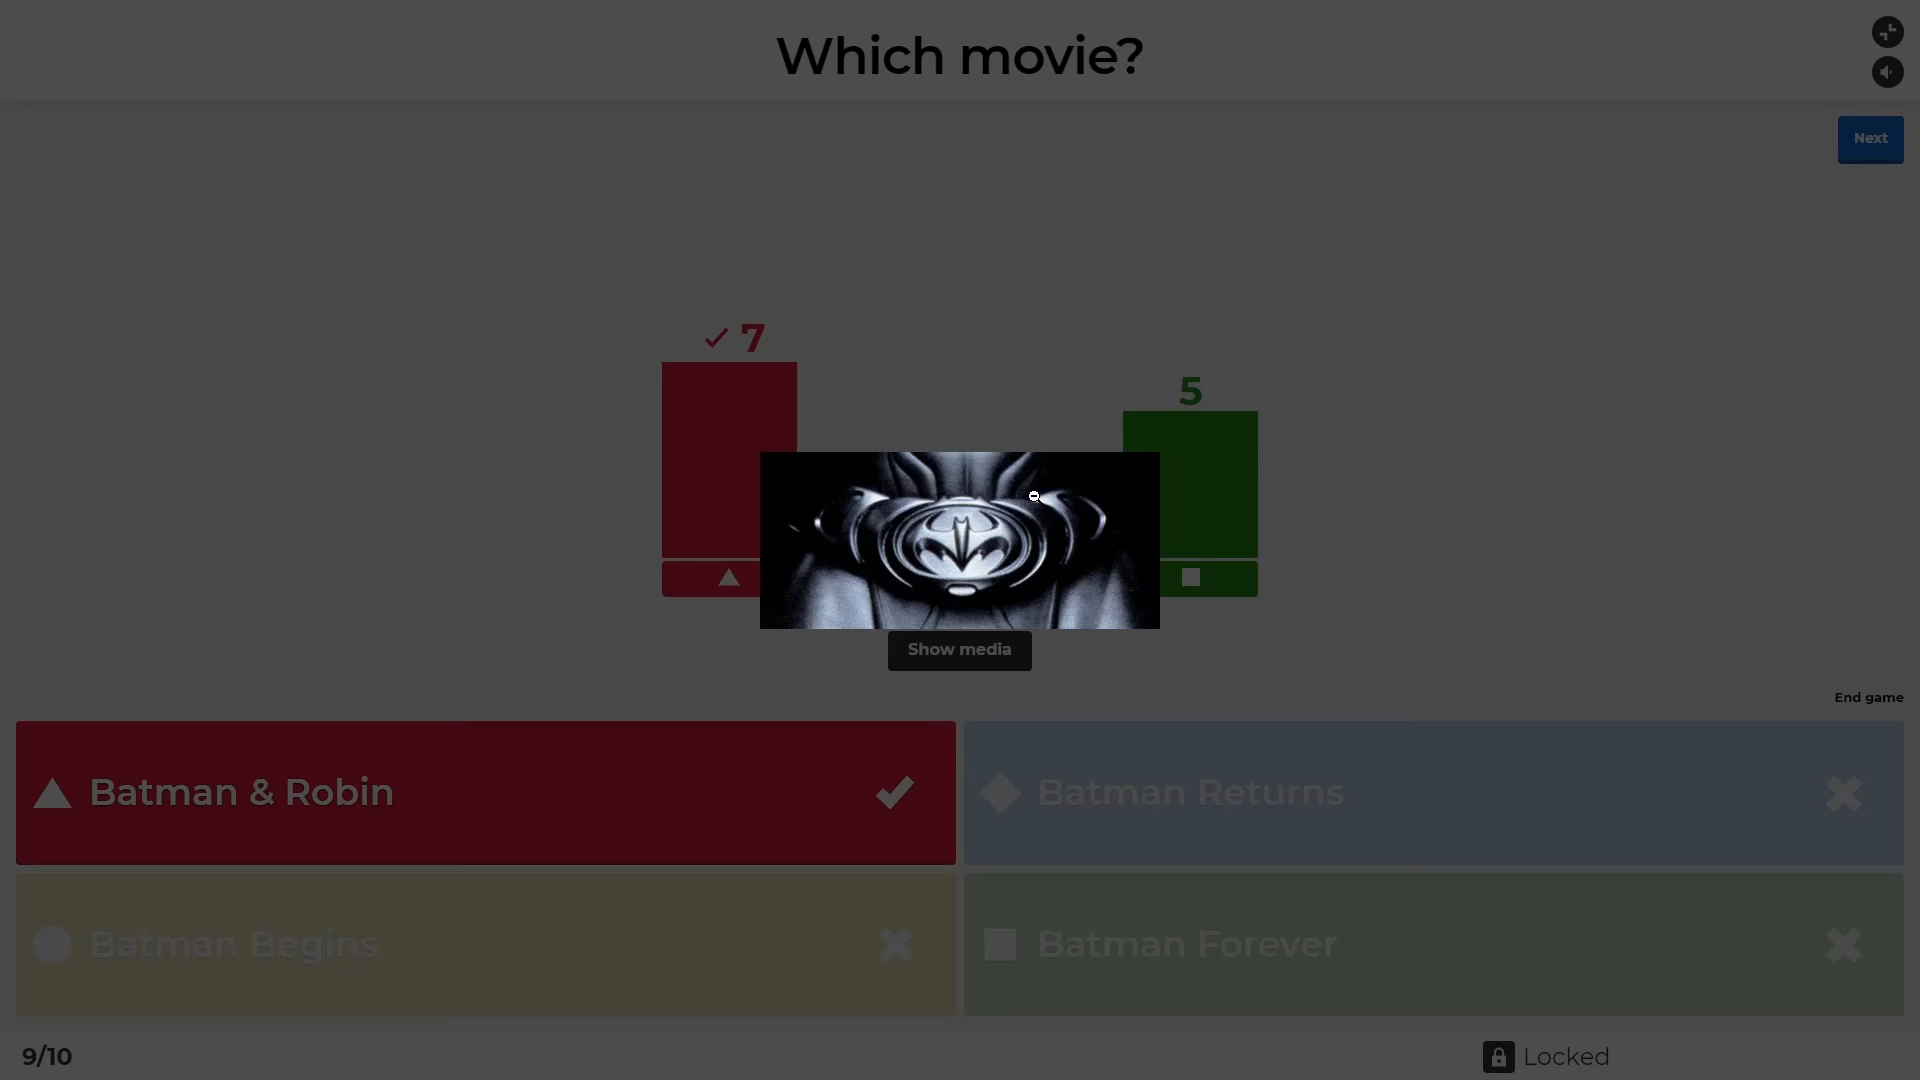 Which movie?
Next
7
5
Show media
End game
Batman & Robin
Batman Returns
Batman Begins
Batman Forever
9/10
Locked